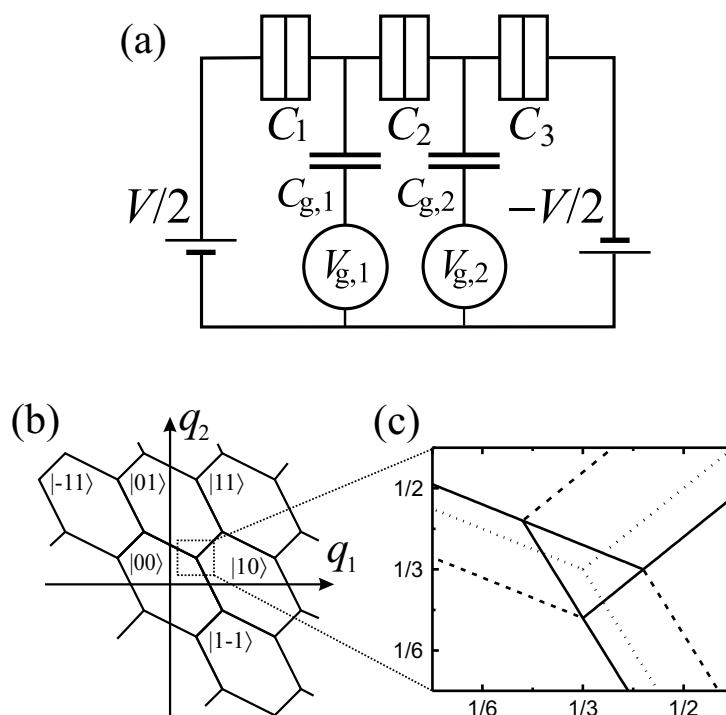 (a)
C1 C2 C3
Cg,1 Cg,2
V/2 −V/2
Vg,1 Vg,2
(b) (c)
q2
|-11⟩ |01⟩ |11⟩
|00⟩ |10⟩ q1
|1-1⟩
1/2
1/3
1/6
1/6 1/3 1/2